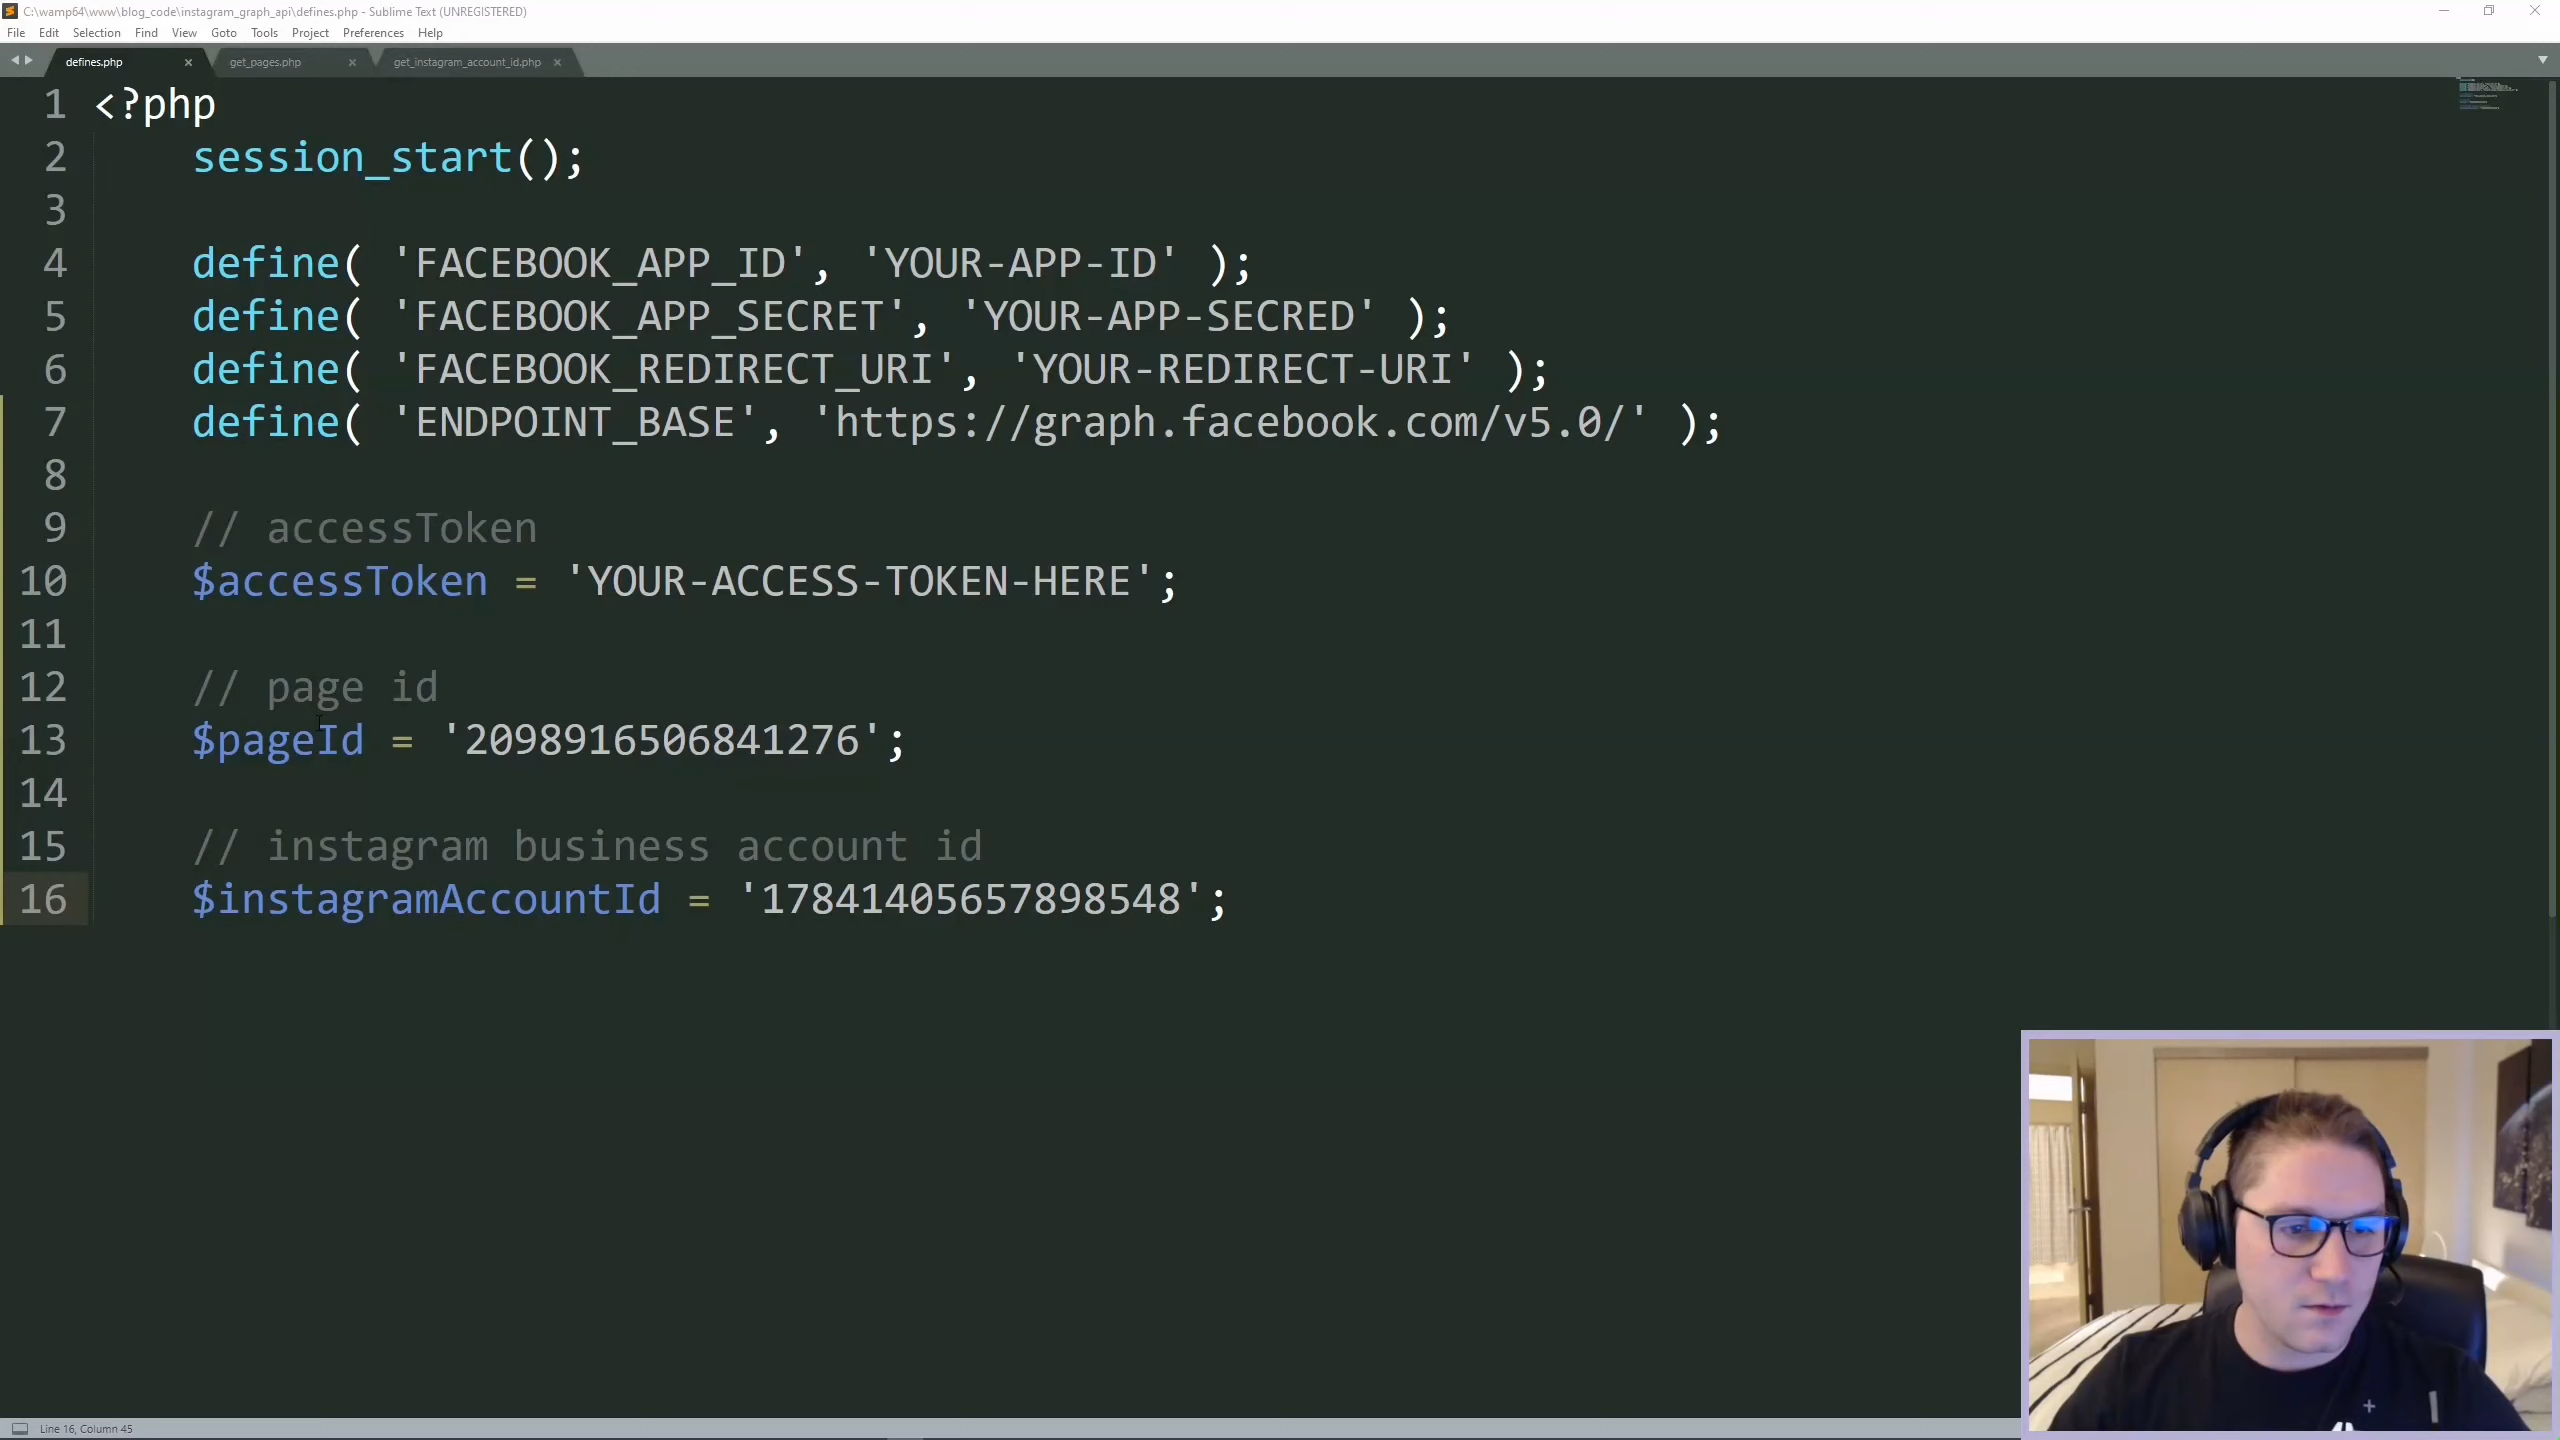 C:\wamp64\www\blog_code\instagram_graph_api\defines.php - Sublime Text (UNREGISTERED)
File Edit Selection Find View Goto Tools Project Preferences Help
defines.php get_pages.php get_instagram_account_id.php
1 <?php
2 session_start();
3
4 define( 'FACEBOOK_APP_ID', 'YOUR-APP-ID' );
5 define( 'FACEBOOK_APP_SECRET', 'YOUR-APP-SECRED' );
6 define( 'FACEBOOK_REDIRECT_URI', 'YOUR-REDIRECT-URI' );
7 define( 'ENDPOINT_BASE', 'https://graph.facebook.com/v5.0/' );
8
9 // accessToken
10 $accessToken = 'YOUR-ACCESS-TOKEN-HERE';
11
12 // page id
13 $pageId = '2098916506841276';
14
15 // instagram business account id
16 $instagramAccountId = '17841405657898548';
Line 16, Column 45